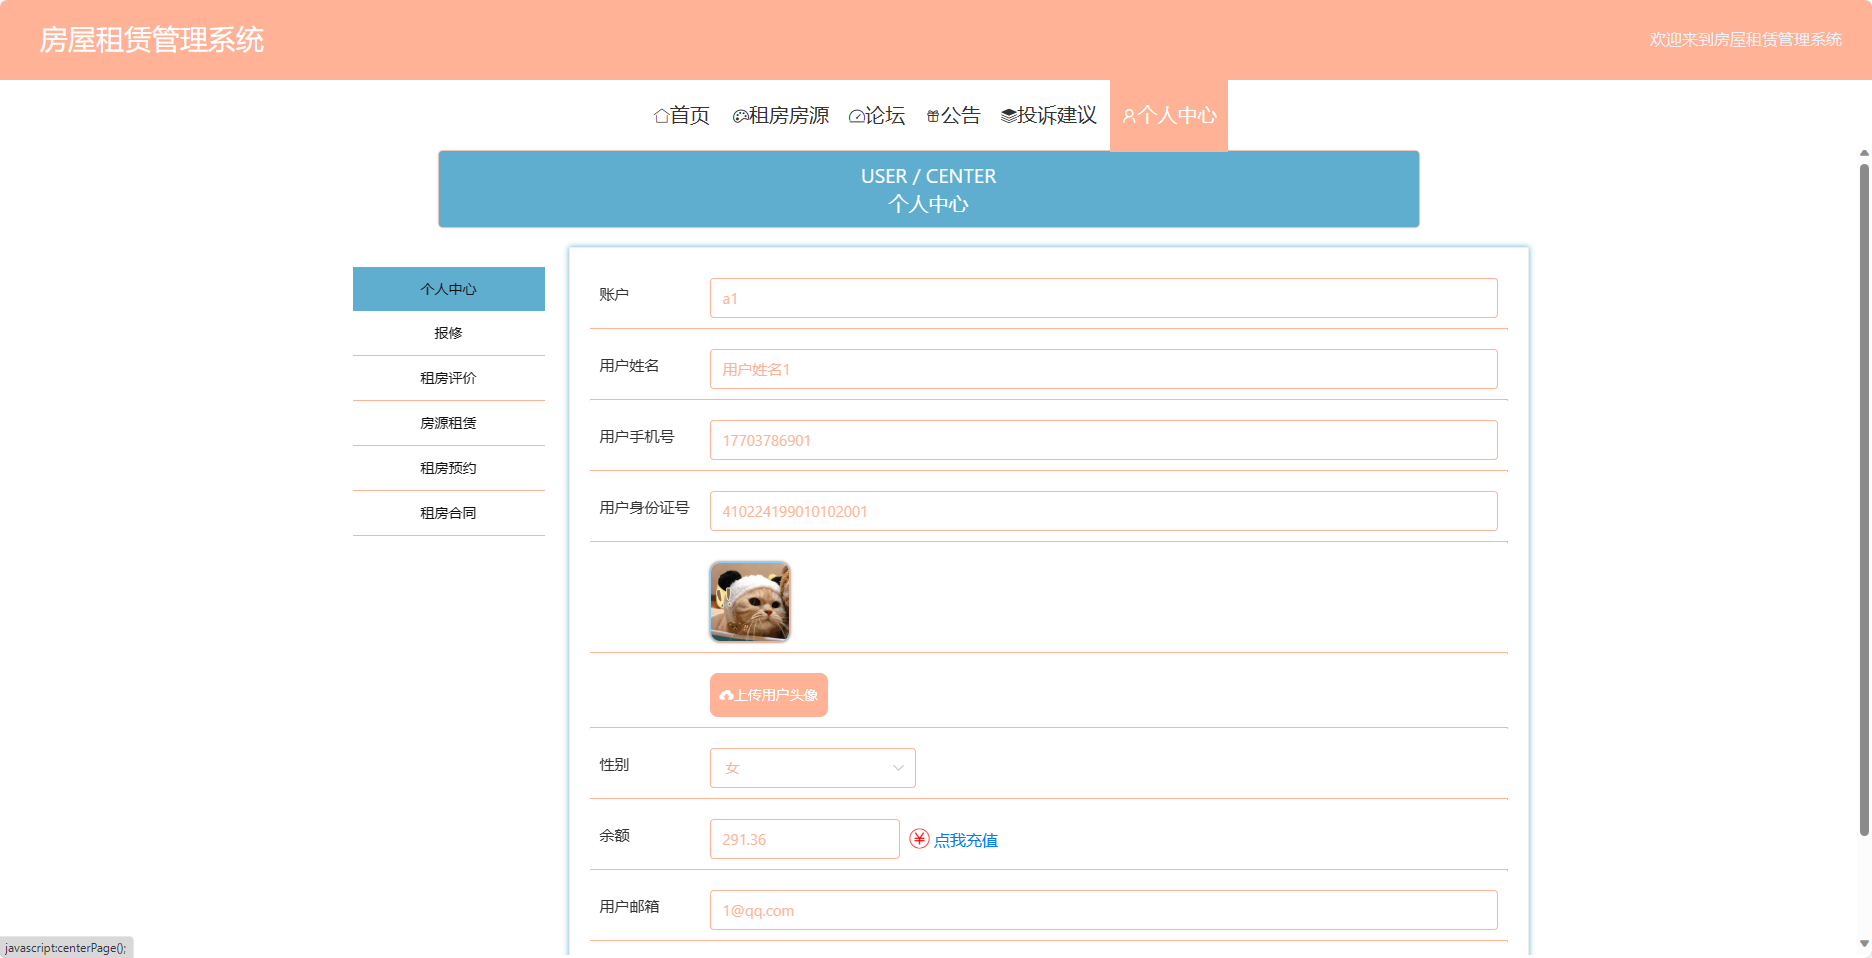 房屋租赁管理系统
欢迎来到房屋租赁管理系统
首页 租房房源 论坛 公告 投诉建议 个人中心
USER / CENTER
个人中心
个人中心
报修
租房评价
房源租赁
租房预约
租房合同
账户 a1
用户姓名 用户姓名1
用户手机号 17703786901
用户身份证号 410224199010102001
上传用户头像
性别 女
余额 291.36 点我充值
用户邮箱 1@qq.com
javascript:centerPage();